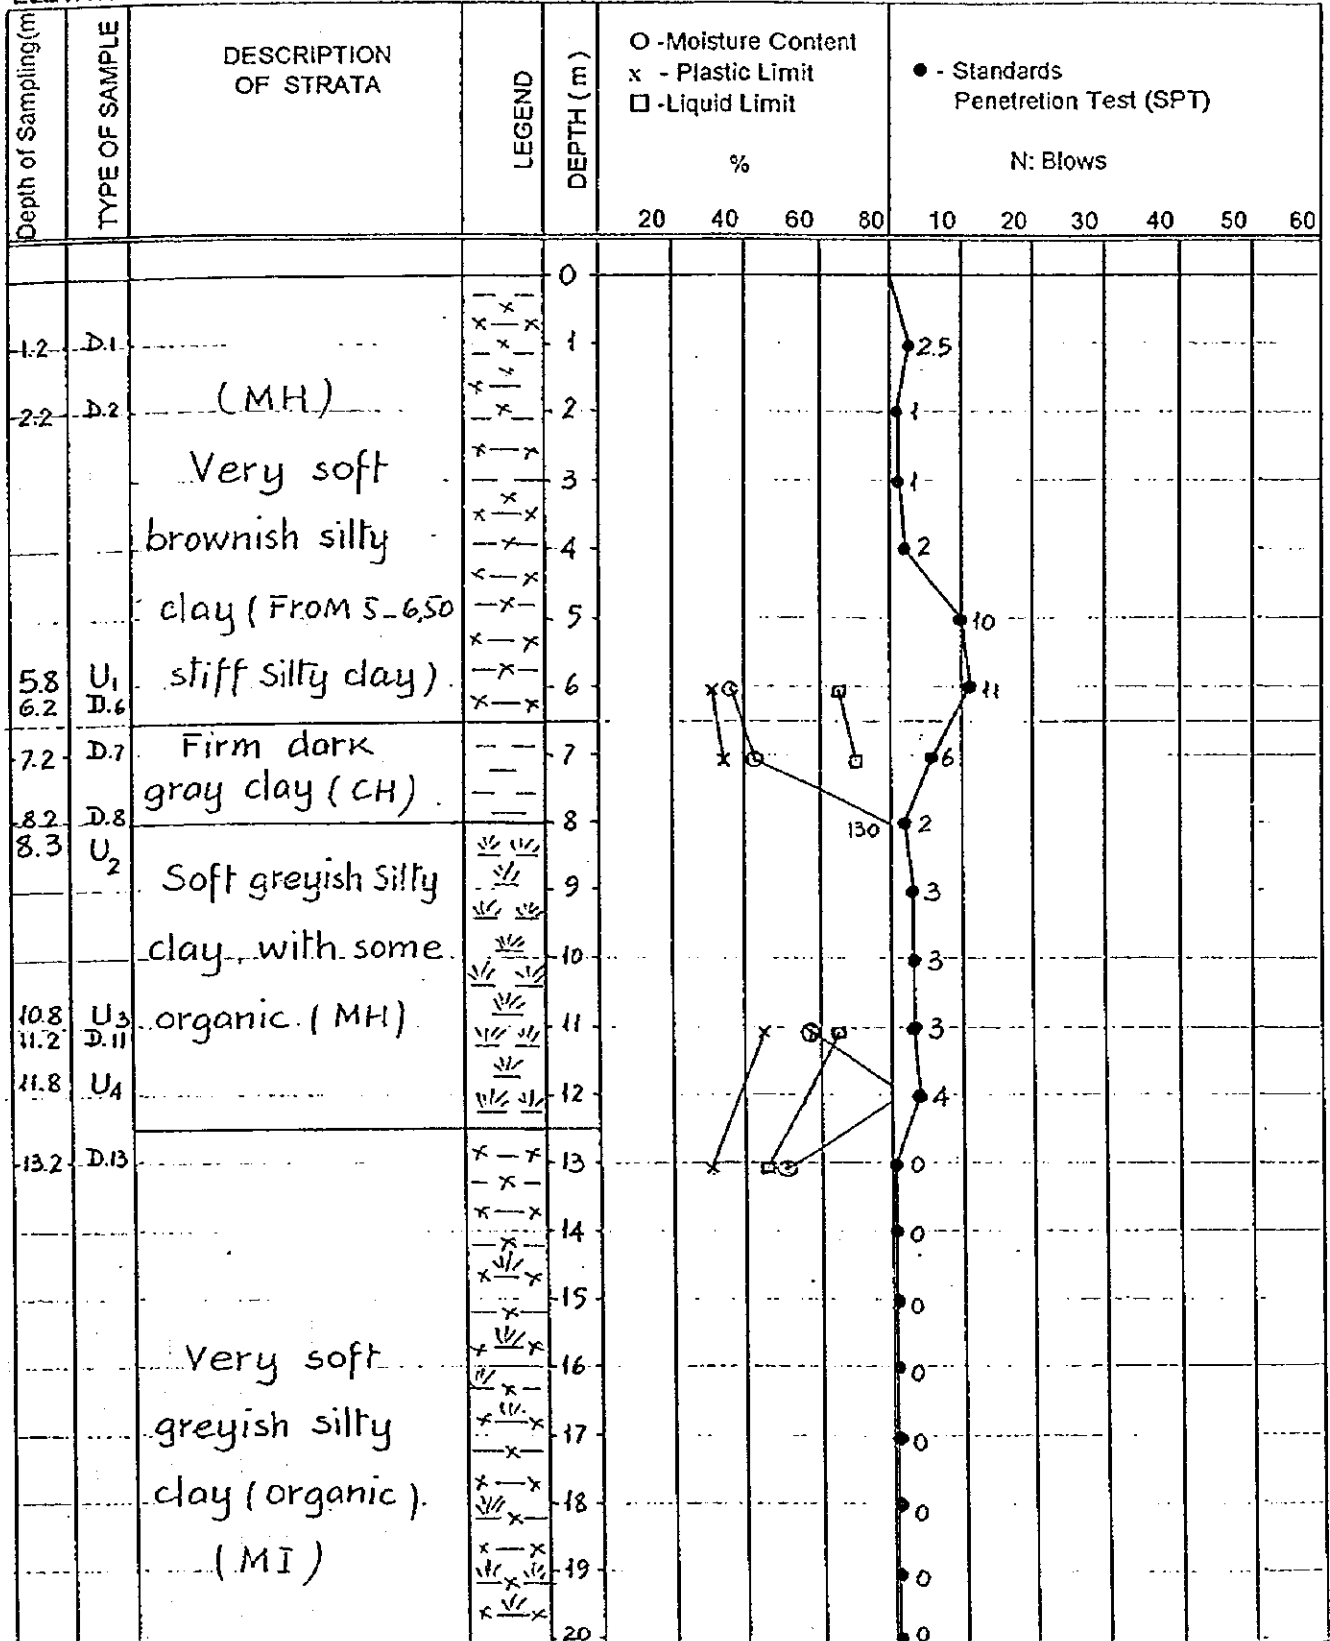 Depth of Sampling(m
TYPE OF SAMPLE
DESCRIPTION
OF STRATA
LEGEND
DEPTH (m)
O -Moisture Content
x - Plastic Limit
□ -Liquid Limit
%
● - Standards
Penetretion Test (SPT)
N: Blows
20 40 60 80 10 20 30 40 50 60
0
1.2 D.1 1 2.5
(MH)
2.2 D.2 2 1
Very soft
3 1
brownish silty
4 2
clay (FroM 5-6,50
5 10
5.8 U1 stiff Silty clay)
6.2 D.6 6 11
Firm dark
7.2 D.7 7 6
gray clay (CH)
8.2 D.8 8 130 2
8.3 U2
Soft greyish Silty
9 3
clay, with some
10 3
10.8 U3 organic. (MH)
11.2 D.11 11 3
11.8 U4
12 4
13.2 D.13 13 0
14 0
15 0
Very soft
16 0
greyish silty
17 0
clay (organic).
18 0
(MI)
19 0
20 0